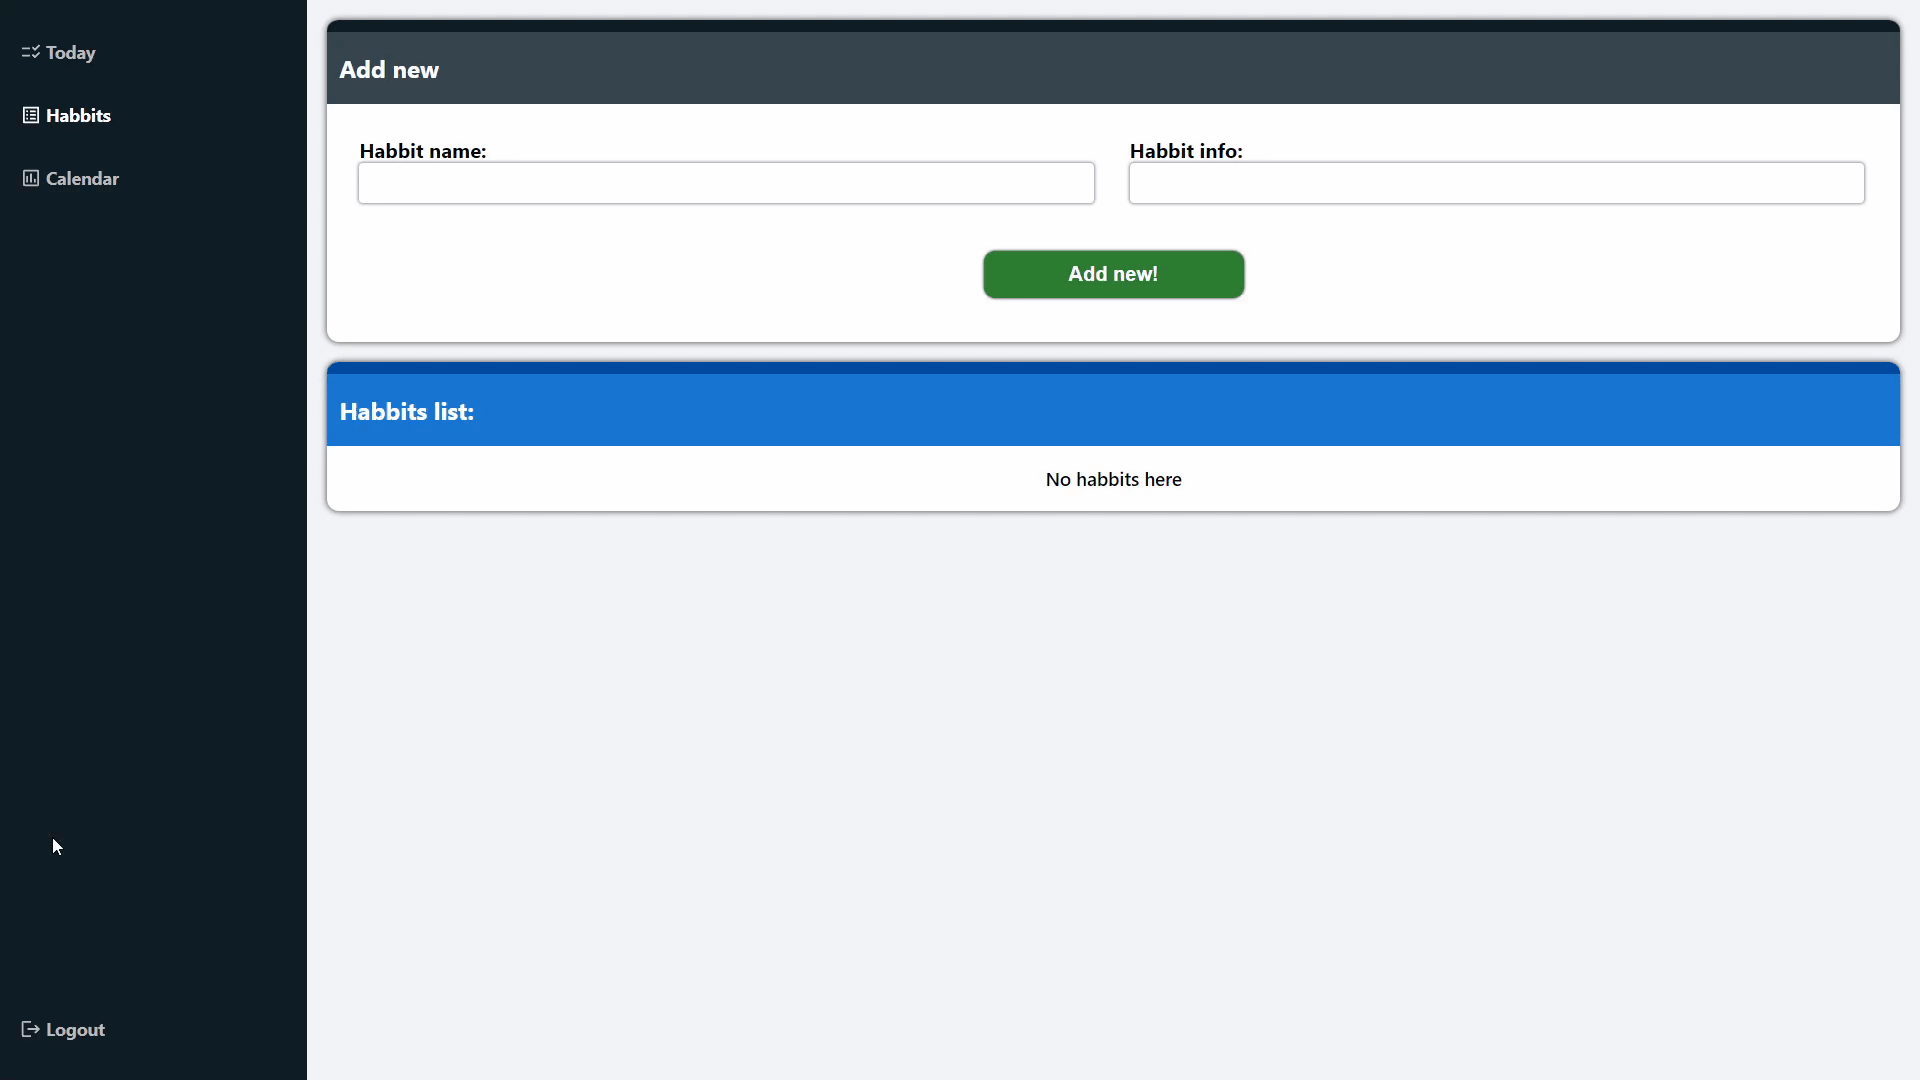 Today
Habbits
Calendar
Logout
Add new
Habbit name:
Habbit info:
Add new!
Habbits list:
No habbits here